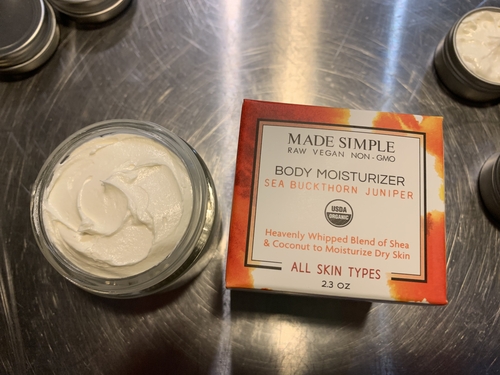 MADE SIMPLE
RAW VEGAN NON-GMO
BODY MOISTURIZER
SEA BUCKTHORN JUNIPER
USDA
ORGANIC
Heavenly Whipped Blend of Shea
& Coconut to Moisturize Dry Skin
ALL SKIN TYPES
2.3 OZ